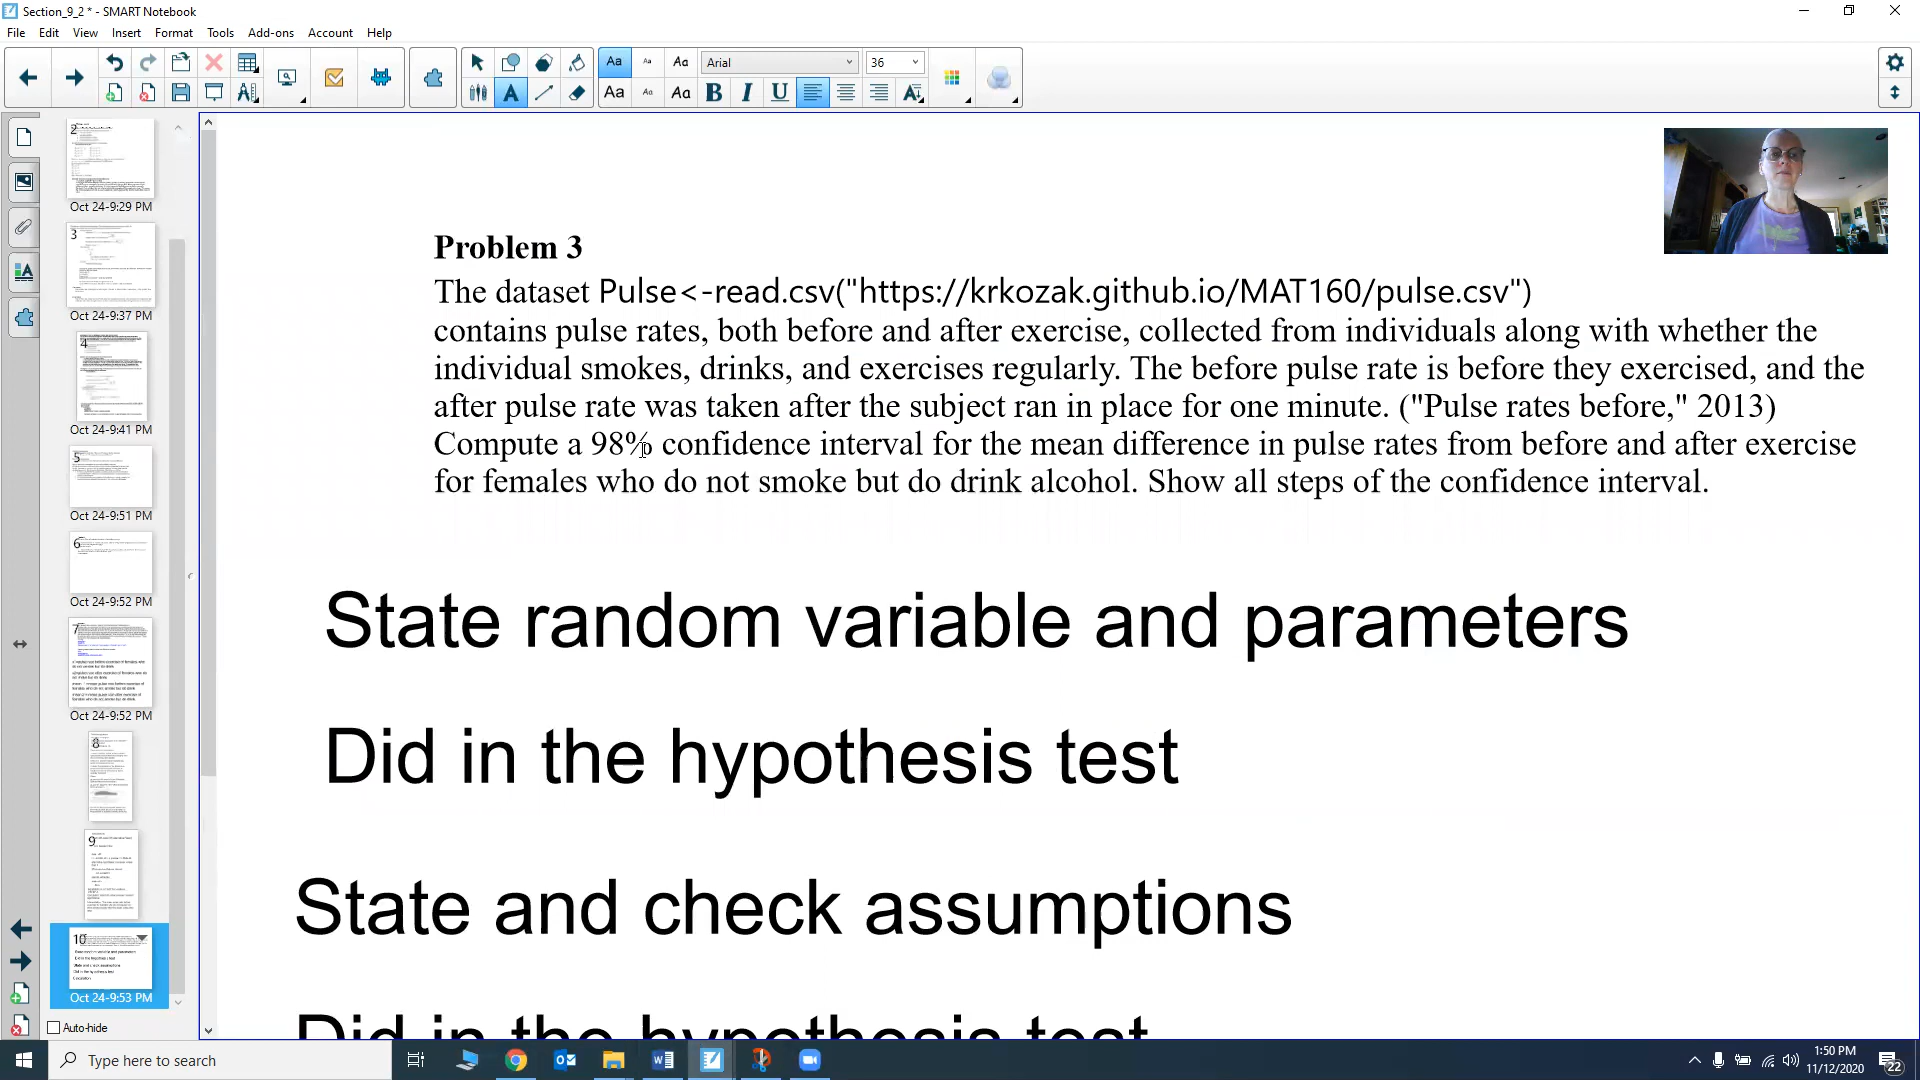 Section_9_2 * - SMART Notebook
File Edit View Insert Format Tools Add-ons Account Help
Arial 36
Oct 24-9:29 PM
Oct 24-9:37 PM
Oct 24-9:41 PM
Oct 24-9:51 PM
Oct 24-9:52 PM
Oct 24-9:52 PM
Oct 24-9:53 PM
Auto-hide
Problem 3
The dataset Pulse<-read.csv("https://krkozak.github.io/MAT160/pulse.csv")
contains pulse rates, both before and after exercise, collected from individuals along with whether the
individual smokes, drinks, and exercises regularly. The before pulse rate is before they exercised, and the
after pulse rate was taken after the subject ran in place for one minute. ("Pulse rates before," 2013)
Compute a 98% confidence interval for the mean difference in pulse rates from before and after exercise
for females who do not smoke but do drink alcohol. Show all steps of the confidence interval.
State random variable and parameters
Did in the hypothesis test
State and check assumptions
Did in the hypothesis test
Type here to search
1:50 PM
11/12/2020
22